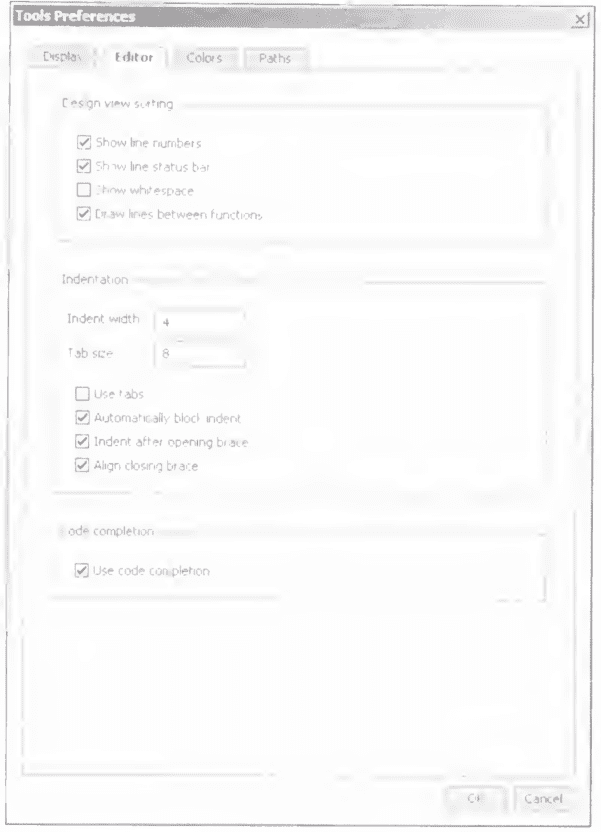 Tools Preferences
Display Editor Colors Paths
Design view sorting
Show line numbers
Show line status bar
Show whitespace
Draw lines between functions
Indentation
Indent width 4
Tab size 8
Use tabs
Automatically block indent
Indent after opening brace
Align closing brace
Code completion
Use code completion
OK Cancel